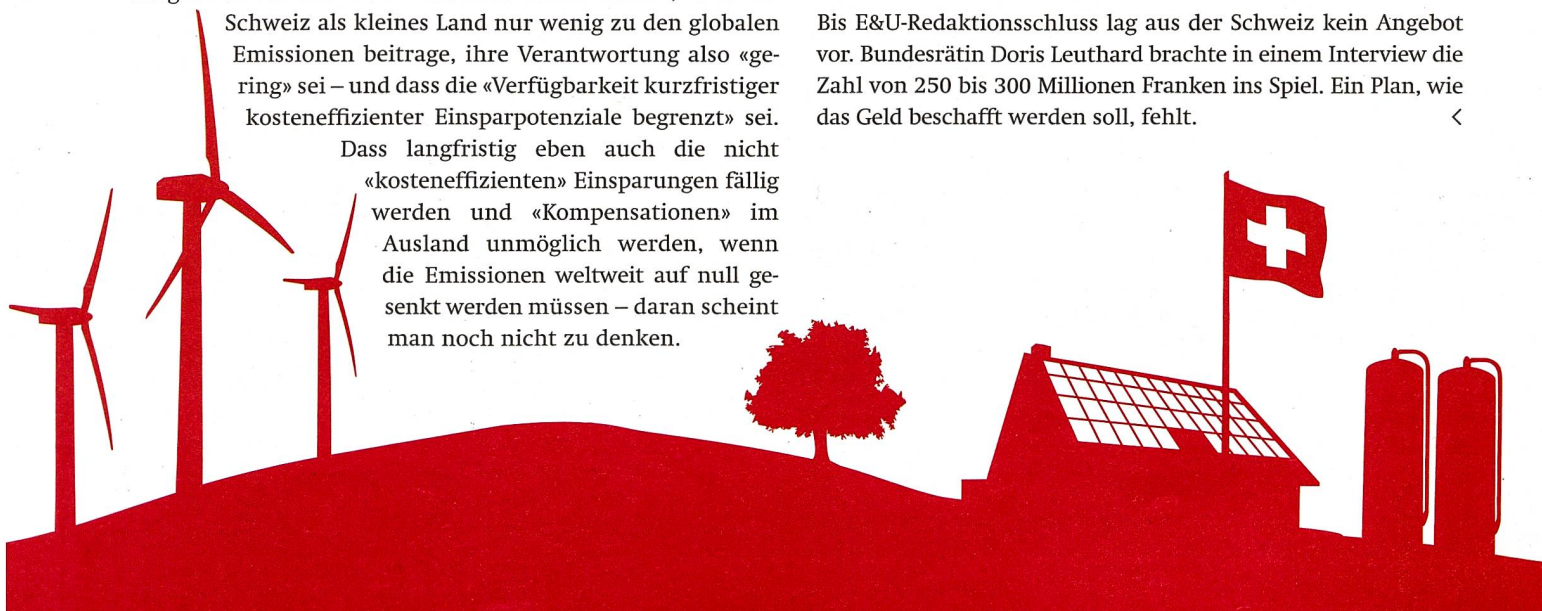 Schweiz als kleines Land nur wenig zu den globalen
Emissionen beitrage, ihre Verantwortung also «ge-
ring» sei – und dass die «Verfügbarkeit kurzfristiger
kosteneffizienter Einsparpotenziale begrenzt» sei.
Dass langfristig eben auch die nicht
«kosteneffizienten» Einsparungen fällig
werden und «Kompensationen» im
Ausland unmöglich werden, wenn
die Emissionen weltweit auf null ge-
senkt werden müssen – daran scheint
man noch nicht zu denken.
Bis E&U-Redaktionsschluss lag aus der Schweiz kein Angebot
vor. Bundesrätin Doris Leuthard brachte in einem Interview die
Zahl von 250 bis 300 Millionen Franken ins Spiel. Ein Plan, wie
das Geld beschafft werden soll, fehlt. <